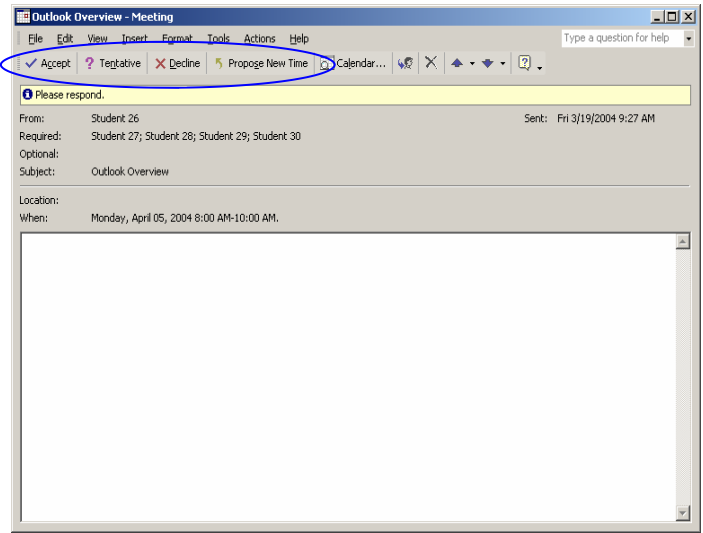 Outlook Overview - Meeting
File Edit View Insert Format Tools Actions Help Type a question for help
Accept ? Tentative Decline Propose New Time Calendar...
Please respond.
From: Student 26 Sent: Fri 3/19/2004 9:27 AM
Required: Student 27; Student 28; Student 29; Student 30
Optional:
Subject: Outlook Overview
Location:
When: Monday, April 05, 2004 8:00 AM-10:00 AM.